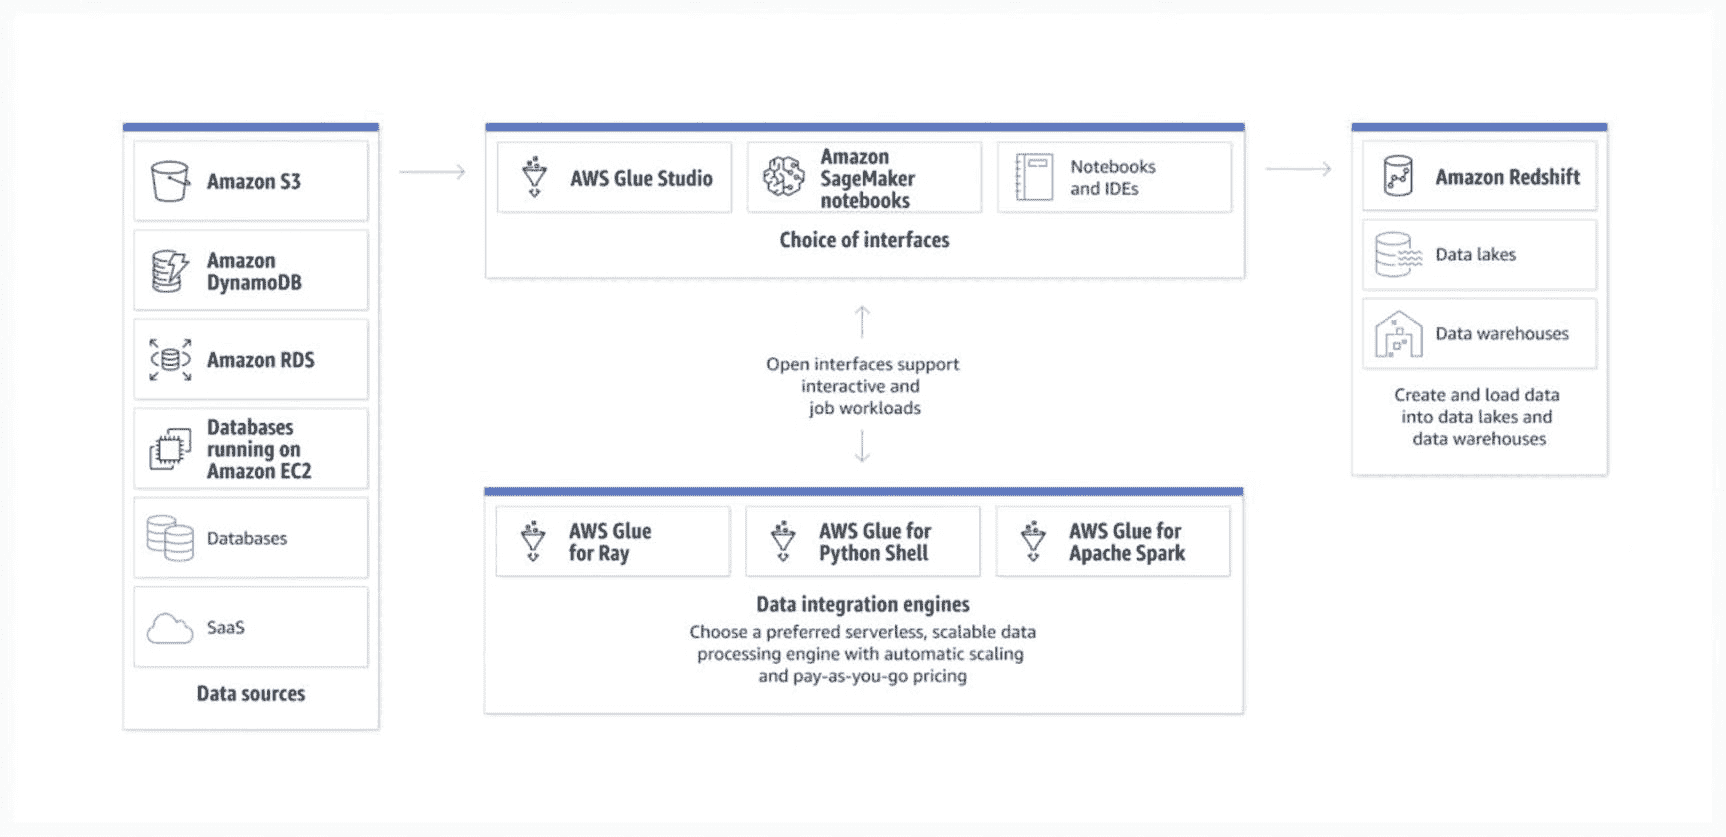 Amazon S3
Amazon
DynamoDB
Amazon RDS
Databases
running on
Amazon EC2
Databases
SaaS
Data sources
AWS Glue Studio
Amazon
SageMaker
notebooks
Notebooks
and IDEs
Choice of interfaces
Open interfaces support
interactive and
job workloads
AWS Glue
for Ray
AWS Glue for
Python Shell
AWS Glue for
Apache Spark
Data integration engines
Choose a preferred serverless, scalable data
processing engine with automatic scaling
and pay-as-you-go pricing
Amazon Redshift
Data lakes
Data warehouses
Create and load data
into data lakes and
data warehouses